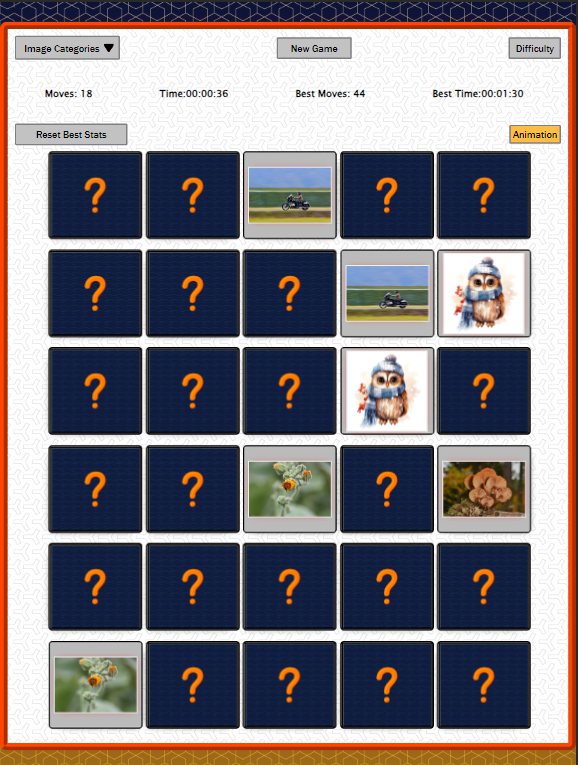 Image Categories ▼ New Game Difficulty
Moves: 18 Time:00:00:36 Best Moves: 44 Best Time:00:01:30
Reset Best Stats Animation
? ? ? ?
? ? ?
? ? ? ?
? ? ?
? ? ? ? ?
? ? ? ?